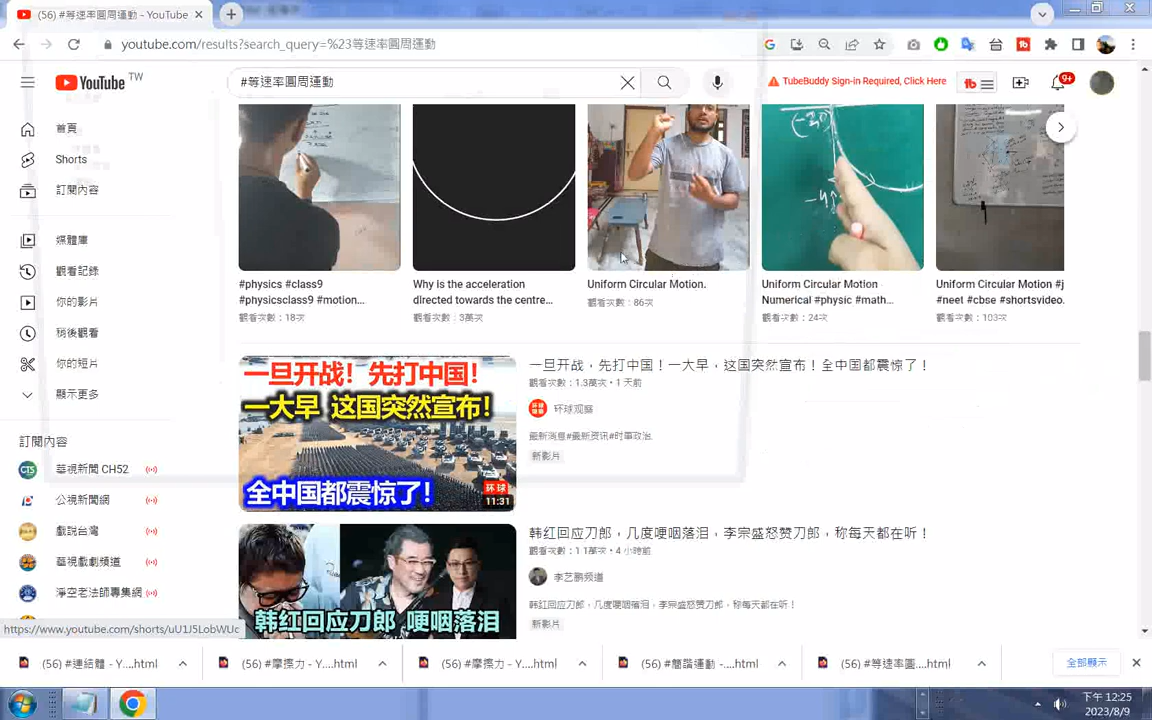 (56) #等速率圓周運動 - YouTube
youtube.com/results?search_query=%23等速率圓周運動
YouTube TW
#等速率圓周運動
TubeBuddy Sign-in Required, Click Here
9+
首頁
Shorts
訂閱內容
媒體庫
觀看記錄
你的影片
稍後觀看
你的短片
顯示更多
訂閱內容
華視新聞 CH52
公視新聞網
戲說台灣
華視戲劇頻道
淨空老法師專集網
#physics #class9
#physicsclass9 #motion...
觀看次數：18次
Why is the acceleration
directed towards the centre...
觀看次數：3萬次
Uniform Circular Motion.
觀看次數：86次
Uniform Circular Motion
Numerical #physic #math...
觀看次數：24次
Uniform Circular Motion #j
#neet #cbse #shortsvideo.
觀看次數：103次
一旦开战！先打中国！
一大早 这国突然宣布！
全中国都震惊了！
环球
11:31
一旦开战，先打中国！一大早，这国突然宣布！全中国都震惊了！
觀看次數：1.3萬次・1 天前
环球观察
最新消息#最新资讯#时事政治.
新影片
韩红回应刀郎 哽咽落泪
韩红回应刀郎，几度哽咽落泪，李宗盛怒赞刀郎，称每天都在听！
觀看次數：1.1萬次・4 小時前
李艺鹏频道
韩红回应刀郎，几度哽咽落泪，李宗盛怒赞刀郎，称每天都在听！
新影片
https://www.youtube.com/shorts/uU1J5LobWUc
(56) #連結體 - Y....html
(56) #摩擦力 - Y....html
(56) #摩擦力 - Y....html
(56) #簡諧運動 -....html
(56) #等速率圓....html
全部顯示
下午 12:25
2023/8/9